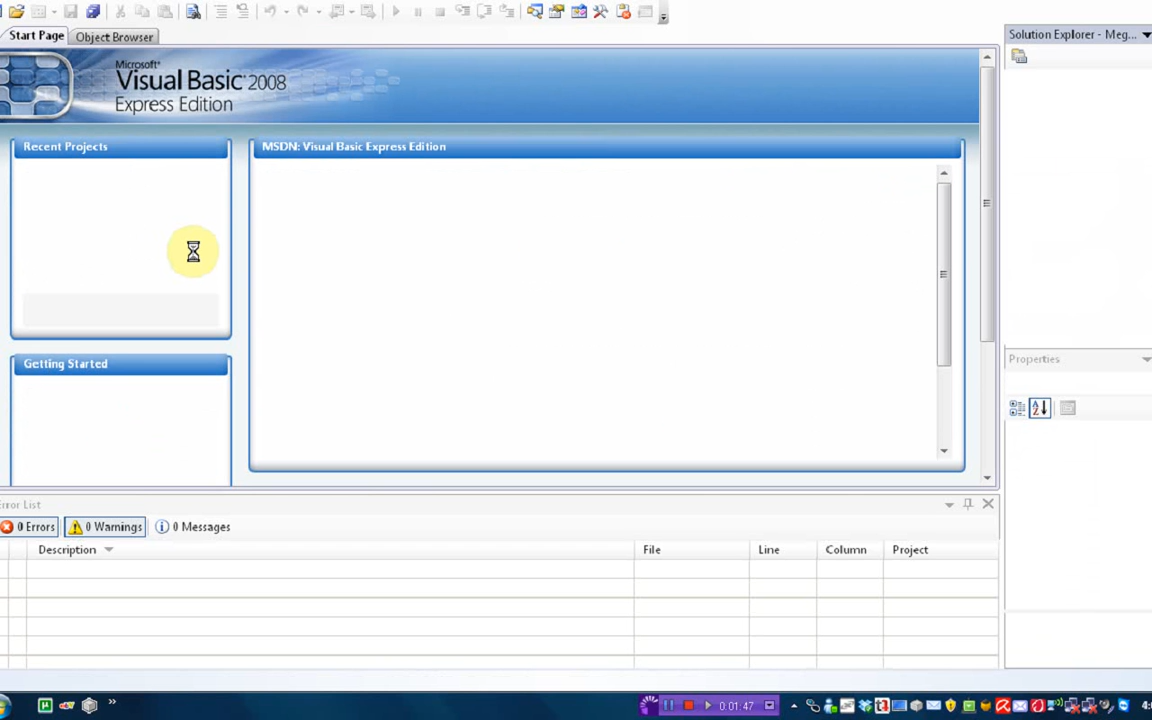 Start Page
Object Browser
Solution Explorer - Meg...
Microsoft®
Visual Basic® 2008
Express Edition
Recent Projects
MSDN: Visual Basic Express Edition
Getting Started
Properties
Error List
0 Errors
0 Warnings
0 Messages
Description
File
Line
Column
Project
0:01:47